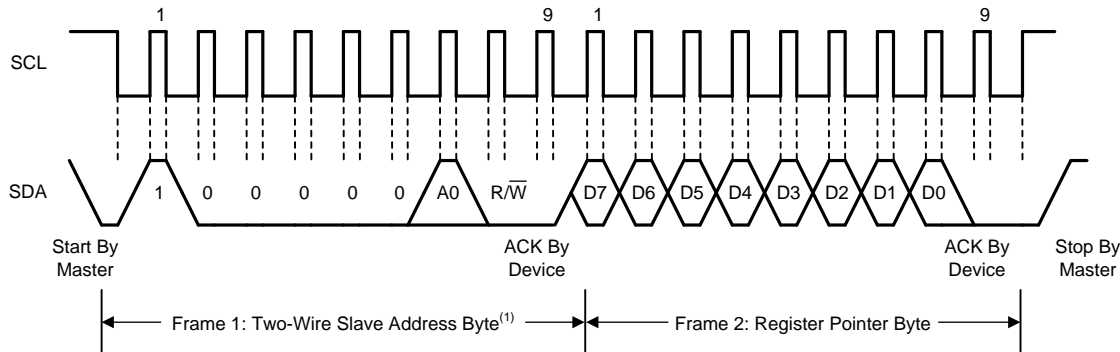 1 9 1 9
SCL
SDA
1 0 0 0 0 0 A0 R/W̅ D7 D6 D5 D4 D3 D2 D1 D0
Start By
Master
ACK By
Device
ACK By
Device
Stop By
Master
Frame 1: Two-Wire Slave Address Byte(1)
Frame 2: Register Pointer Byte